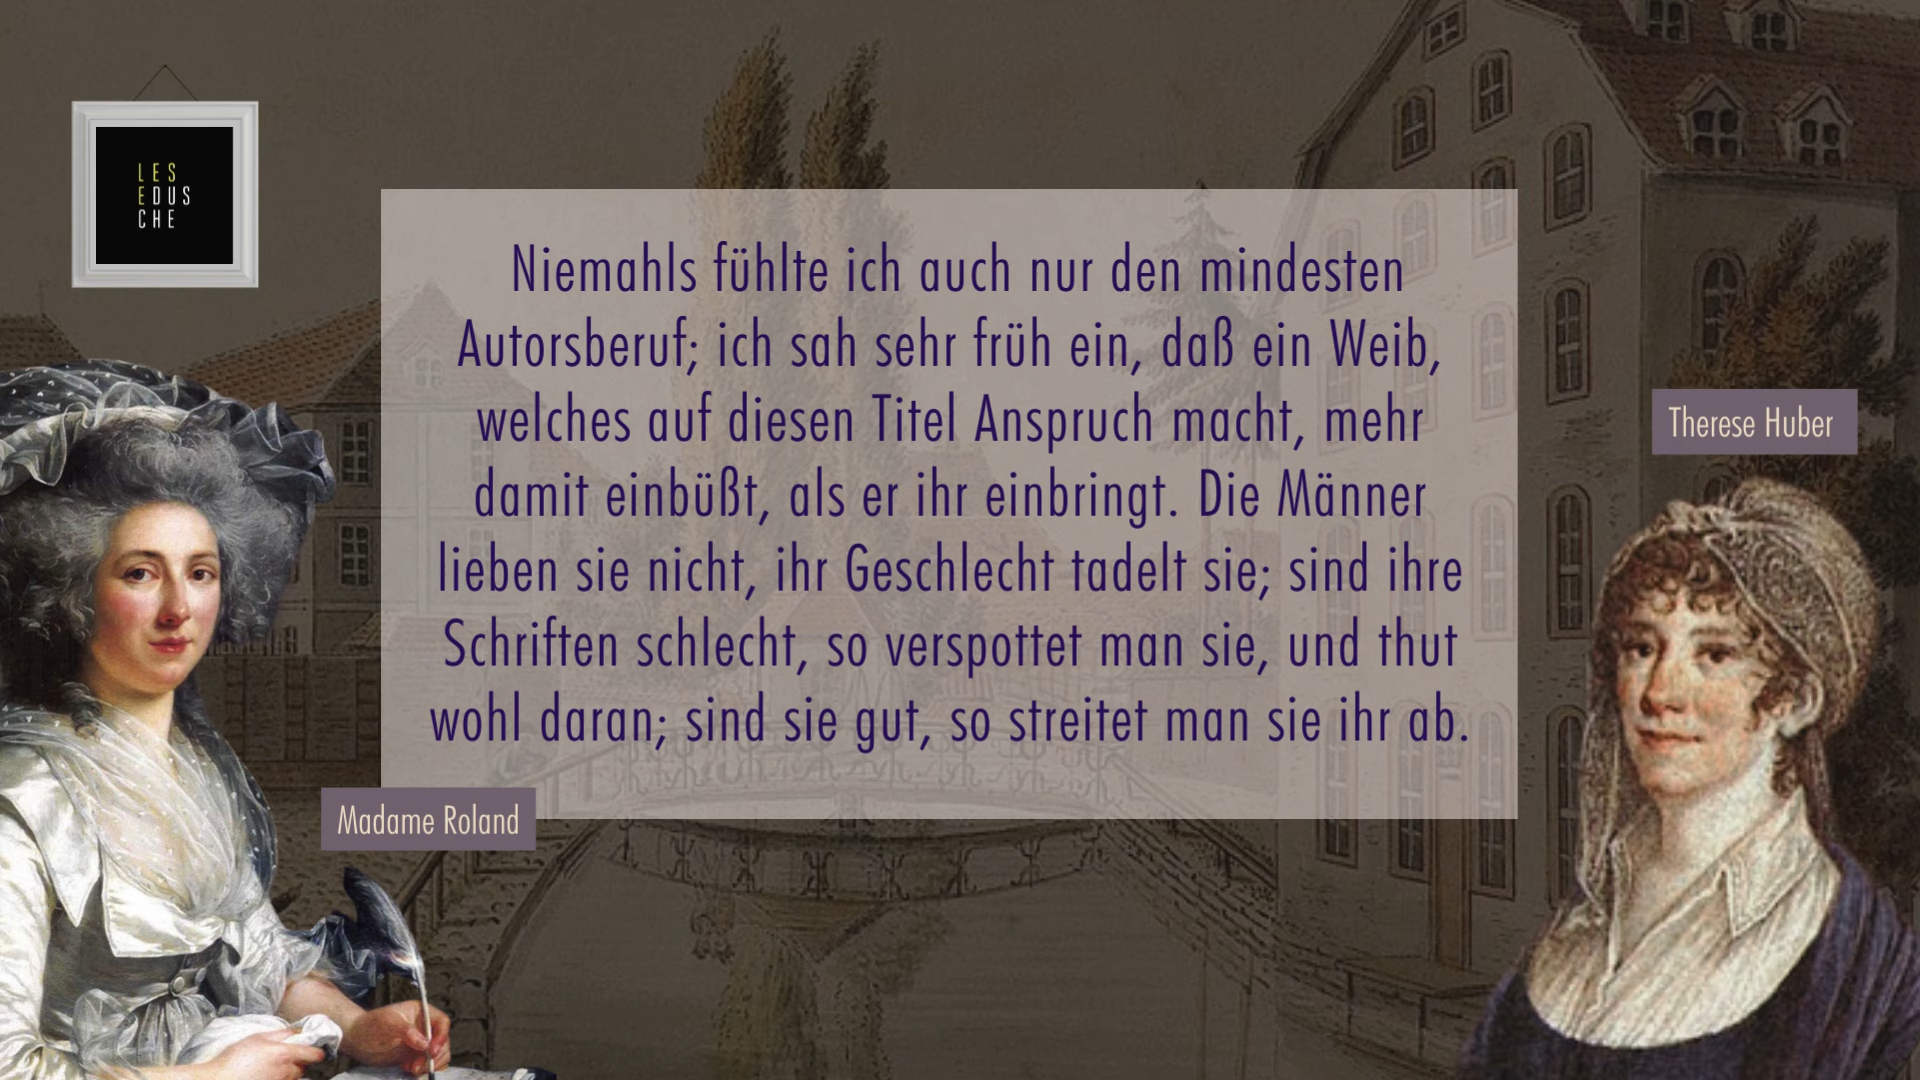 LES
EDUS
CHE
Niemahls fühlte ich auch nur den mindesten
Autorsberuf; ich sah sehr früh ein, daß ein Weib,
welches auf diesen Titel Anspruch macht, mehr
damit einbüßt, als er ihr einbringt. Die Männer
lieben sie nicht, ihr Geschlecht tadelt sie; sind ihre
Schriften schlecht, so verspottet man sie, und thut
wohl daran; sind sie gut, so streitet man sie ihr ab.
Therese Huber
Madame Roland